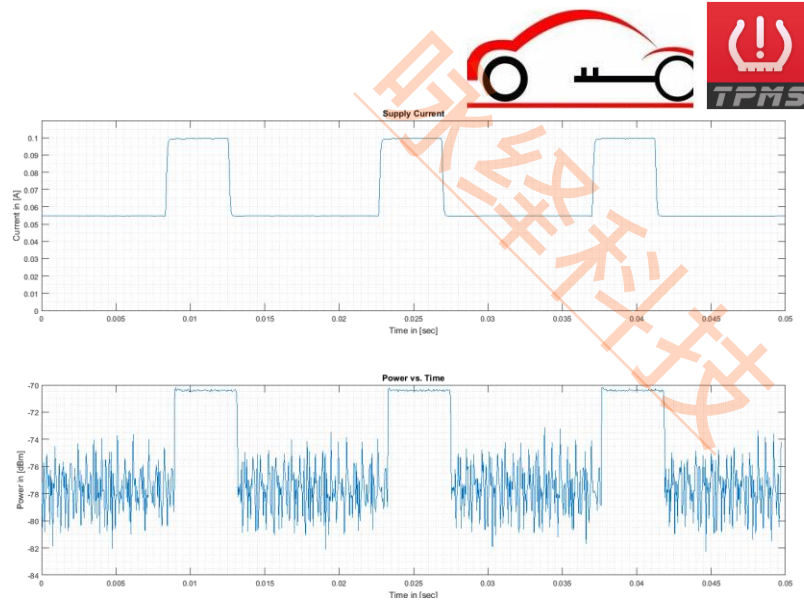 TPMS
Supply Current
Current in [A]
0.1
0.09
0.08
0.07
0.06
0.05
0.04
0.03
0.02
0.01
0
0 0.005 0.01 0.015 0.02 0.025 0.03 0.035 0.04 0.045 0.05
Time in [sec]
咏绎科技
Power vs. Time
Power in [dBm]
-70
-72
-74
-76
-78
-80
-82
-84
0 0.005 0.01 0.015 0.02 0.025 0.03 0.035 0.04 0.045 0.05
Time in [sec]